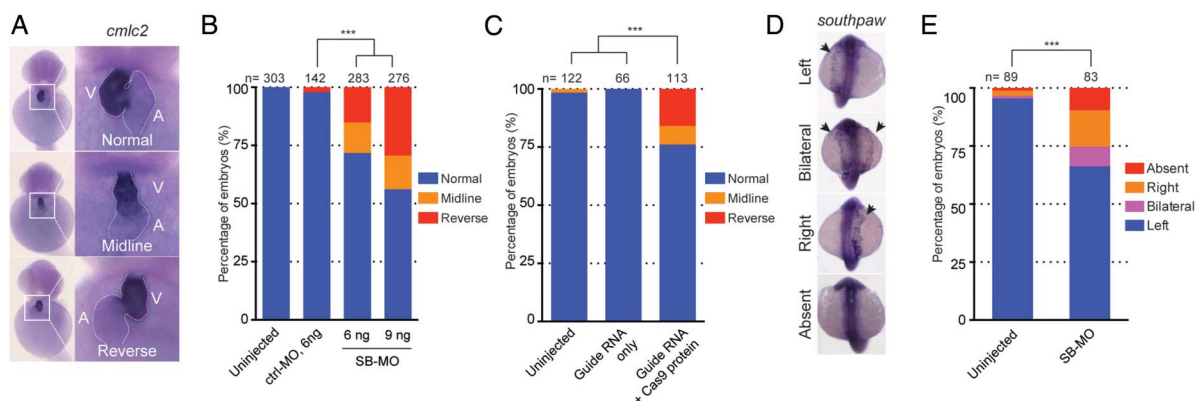 A
cmlc2
V
A
Normal
V
A
Midline
V
A
Reverse
B
***
n= 303 142 283 276
100
75
50
25
0
Percentage of embryos (%)
Normal
Midline
Reverse
Uninjected
ctrl-MO, 6ng
6 ng
9 ng
SB-MO
C
***
n= 122 66 113
100
75
50
25
0
Percentage of embryos (%)
Normal
Midline
Reverse
Uninjected
Guide RNA
only
Guide RNA
+ Cas9 protein
D
southpaw
Left
Bilateral
Right
Absent
E
***
n= 89 83
100
75
50
25
0
Percentage of embryos (%)
Absent
Right
Bilateral
Left
Uninjected
SB-MO